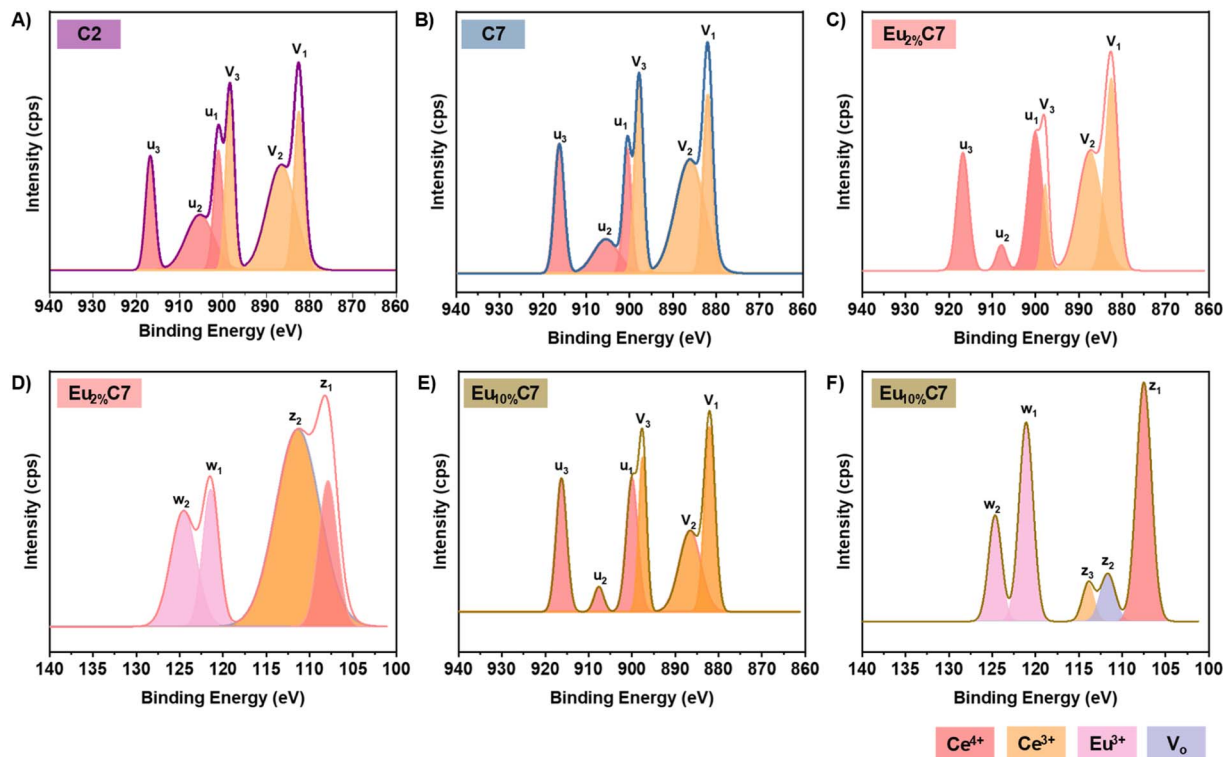 A)
C2
u3
u2
u1
V3
V2
V1
Intensity (cps)
940 930 920 910 900 890 880 870 860
Binding Energy (eV)
B)
C7
u3
u2
u1
V3
V2
V1
Intensity (cps)
940 930 920 910 900 890 880 870 860
Binding Energy (eV)
C)
Eu2%C7
u3
u2
u1
V3
V2
V1
Intensity (cps)
940 930 920 910 900 890 880 870 860
Binding Energy (eV)
D)
Eu2%C7
w2
w1
z2
z1
Intensity (cps)
140 135 130 125 120 115 110 105 100
Binding Energy (eV)
E)
Eu10%C7
u3
u2
u1
V3
V2
V1
Intensity (cps)
940 930 920 910 900 890 880 870 860
Binding Energy (eV)
F)
Eu10%C7
w2
w1
z3
z2
z1
Intensity (cps)
140 135 130 125 120 115 110 105 100
Binding Energy (eV)
Ce4+ Ce3+ Eu3+ Vo